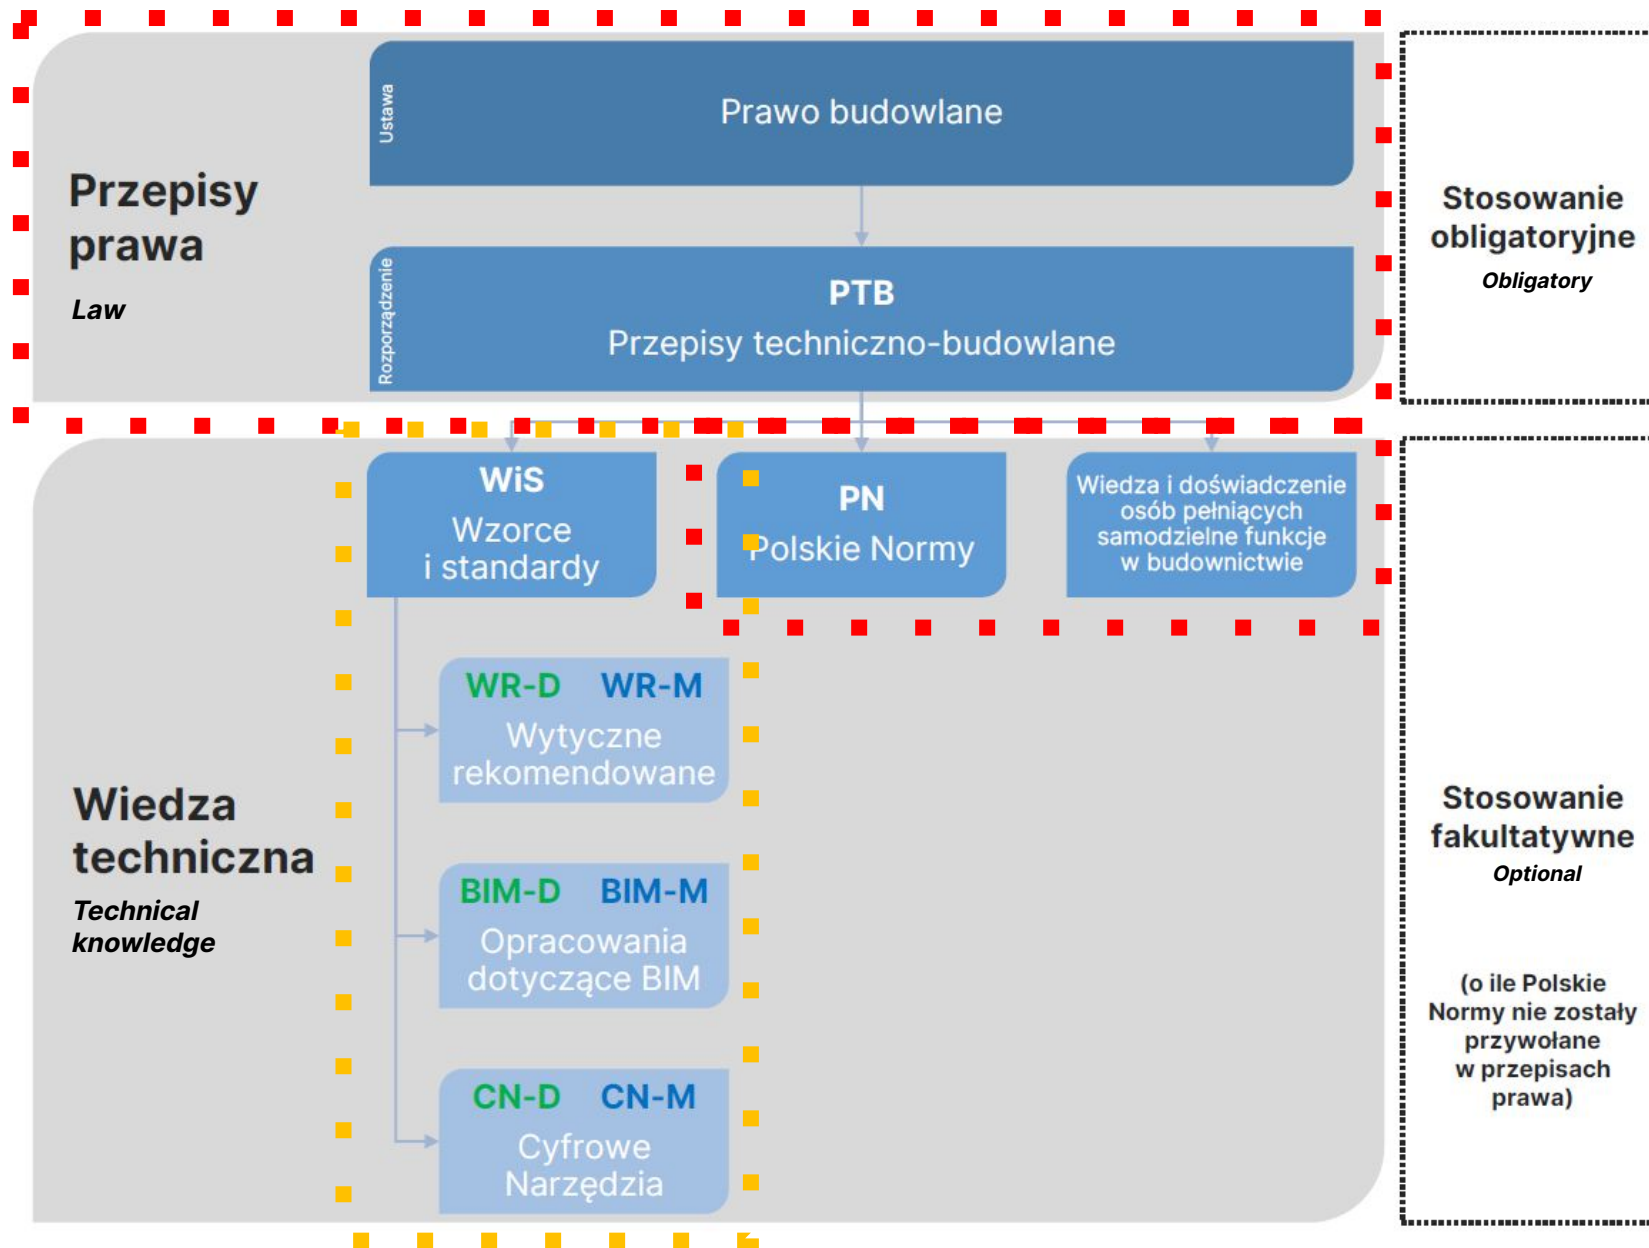 Przepisy
prawa
Law
Ustawa
Prawo budowlane
Rozporządzenie
PTB
Przepisy techniczno-budowlane
Stosowanie
obligatoryjne
Obligatory
Wiedza
techniczna
Technical
knowledge
WiS
Wzorce
i standardy
PN
Polskie Normy
Wiedza i doświadczenie
osób pełniących
samodzielne funkcje
w budownictwie
WR-D WR-M
Wytyczne
rekomendowane
BIM-D BIM-M
Opracowania
dotyczące BIM
CN-D CN-M
Cyfrowe
Narzędzia
Stosowanie
fakultatywne
Optional
(o ile Polskie
Normy nie zostały
przywołane
w przepisach
prawa)